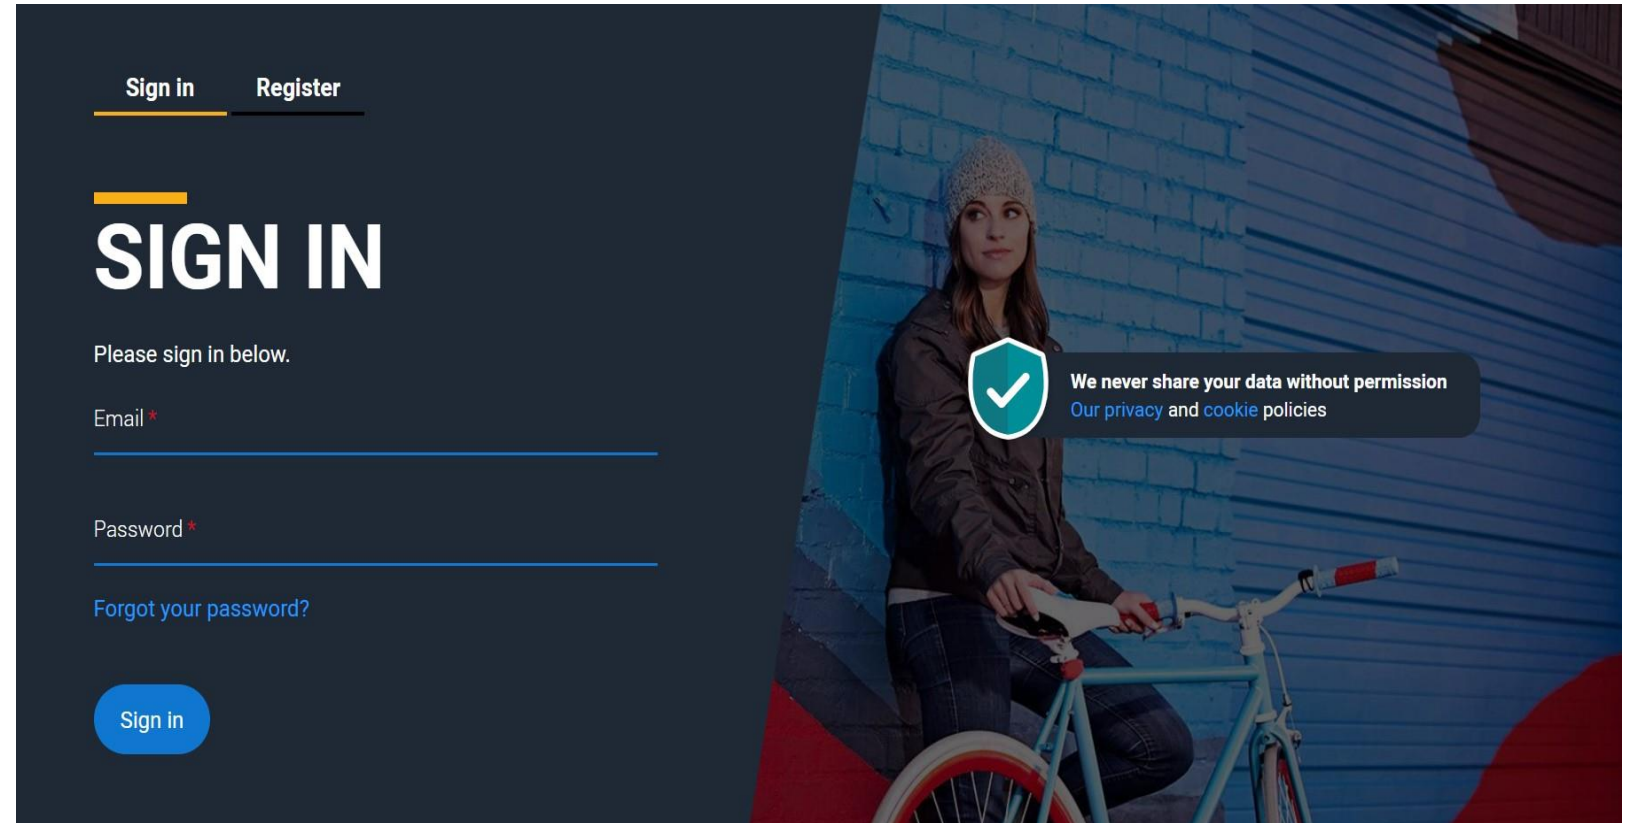 Sign in Register
SIGN IN
Please sign in below.
Email *
Password *
Forgot your password?
Sign in
We never share your data without permission
Our privacy and cookie policies